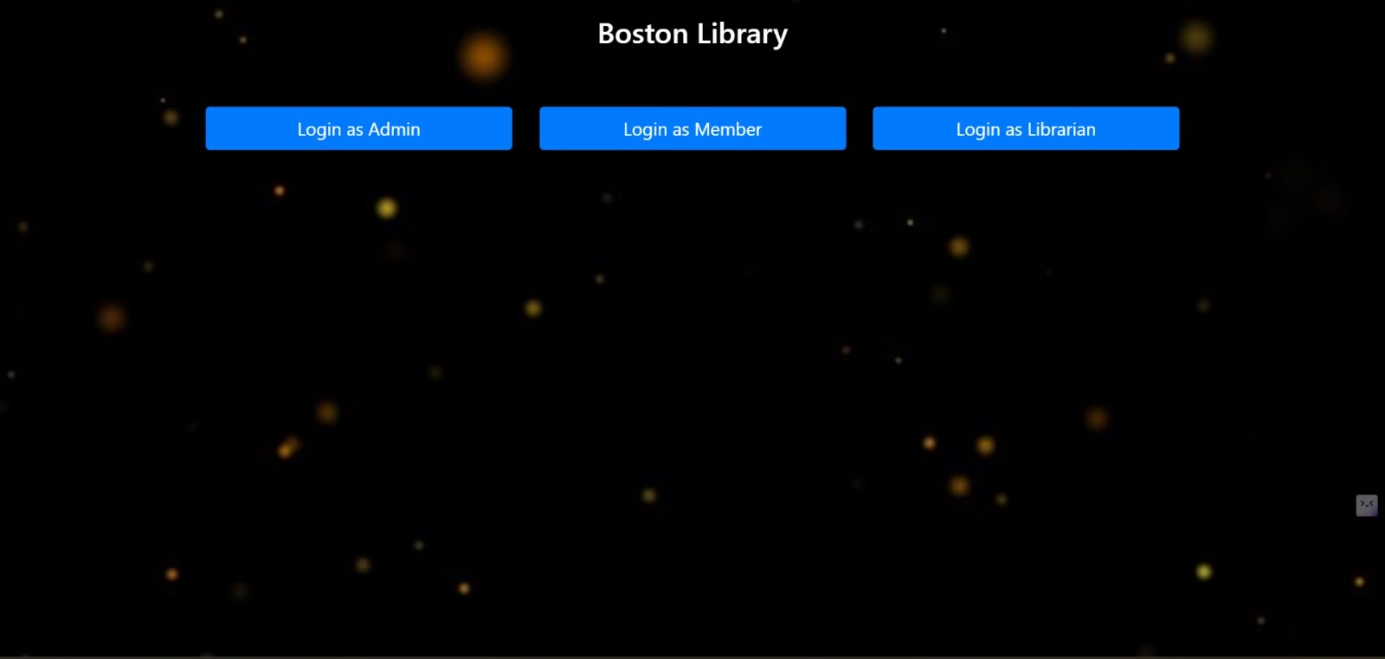 Boston Library
Login as Admin
Login as Member
Login as Librarian